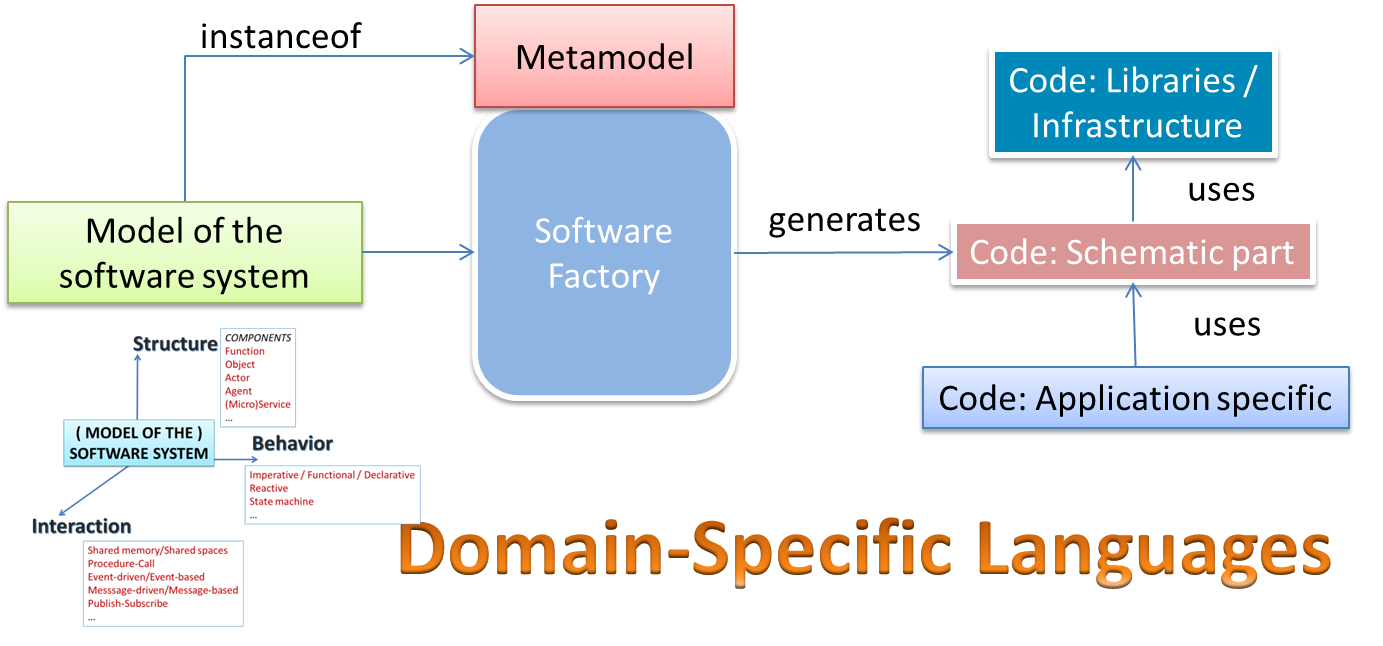 instanceof
Metamodel
Code: Libraries /
Infrastructure
uses
Model of the
software system
Software
Factory
generates
Code: Schematic part
uses
Code: Application specific
Structure
COMPONENTS
Function
Object
Actor
Agent
(Micro)Service
...
( MODEL OF THE )
SOFTWARE SYSTEM
Behavior
Imperative / Functional / Declarative
Reactive
State machine
...
Interaction
Shared memory/Shared spaces
Procedure-Call
Event-driven/Event-based
Messsage-driven/Message-based
Publish-Subscribe
...
Domain-Specific Languages